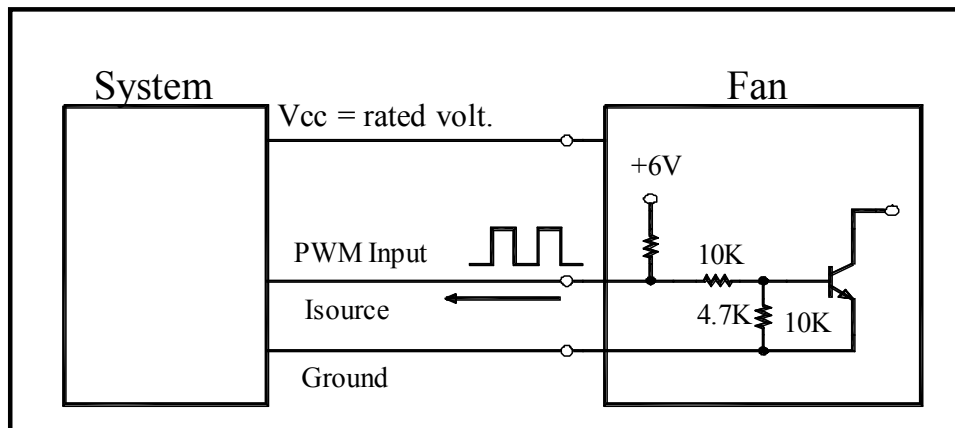 System
Fan
Vcc = rated volt.
+6V
PWM Input
10K
Isource
4.7K
10K
Ground